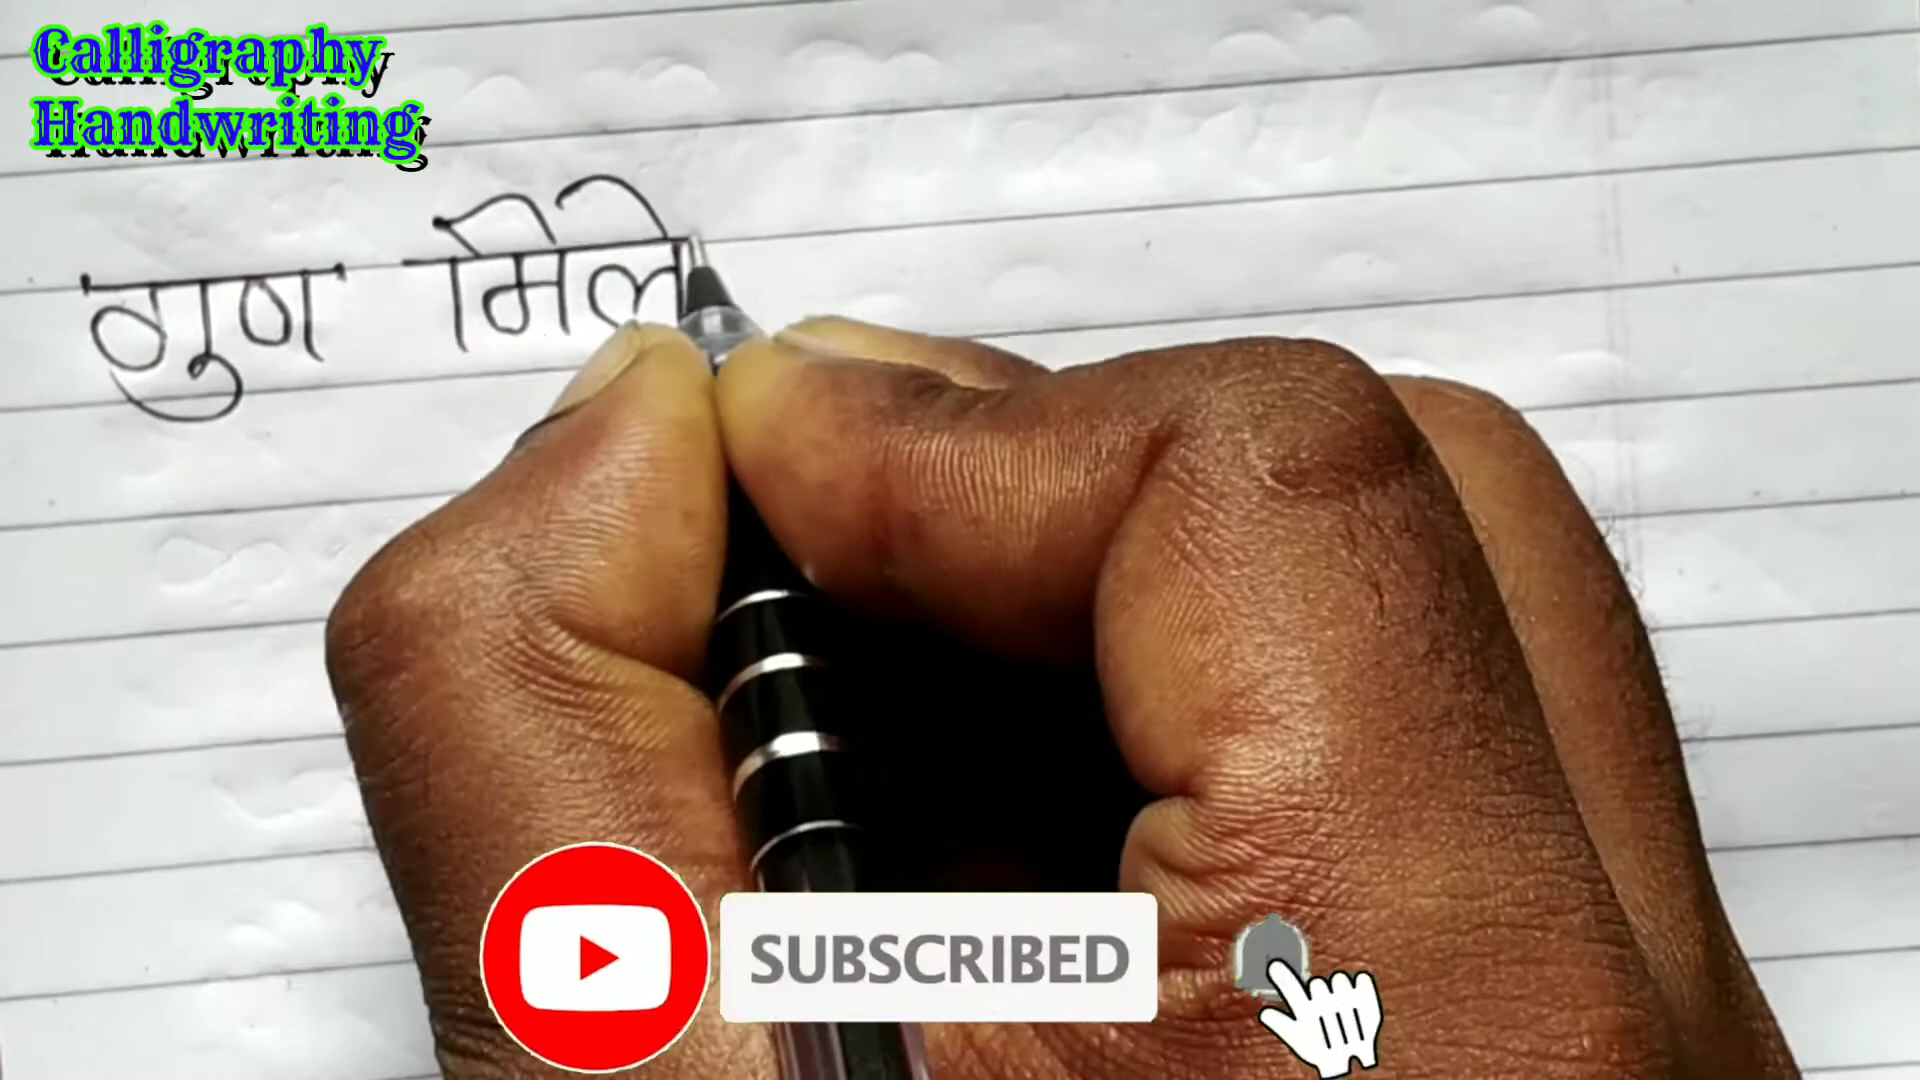 Calligraphy
Handwriting
गुण मिले
SUBSCRIBED